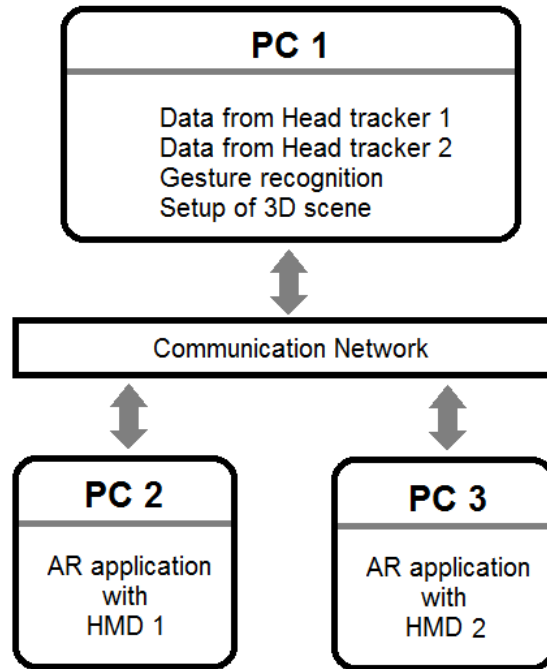 PC 1
Data from Head tracker 1
Data from Head tracker 2
Gesture recognition
Setup of 3D scene
Communication Network
PC 2
AR application
with
HMD 1
PC 3
AR application
with
HMD 2